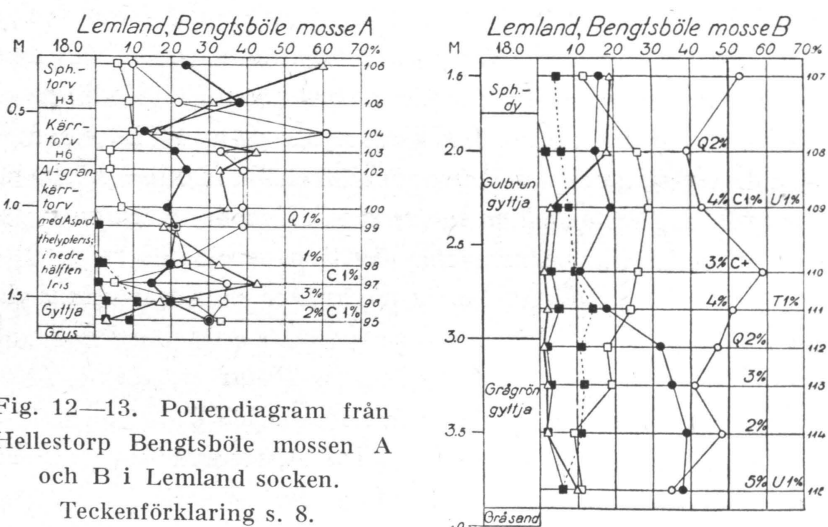 Lemland, Bengtsböle mosse A
M 18.0 10 20 30 40 50 60 70%
Sph.-
torv
H3
0.5
Kärr-
torv
H6
Al-gran
kärr-
torv
1.0
med Aspid.
thelypteris;
i nedre
hälften
Iris
1.5
Gyttja
Grus
Q 1%
1%
C 1%
3%
2% C 1%
106
105
104
103
102
100
99
98
97
96
95
Fig. 12—13. Pollendiagram från
Hellestorp Bengtsböle mossen A
och B i Lemland socken.
Teckenförklaring s. 8.
Lemland, Bengtsböle mosse B
M 18.0 10 20 30 40 50 60 70%
1.6
Sph.-
dy
2.0
Gulbrun
gyttja
2.5
3.0
Grågrön
gyttja
3.5
Gråsand
Q 2%
4% C1% U1%
3% C+
4% T1%
Q 2%
3%
2%
5% U1%
107
108
109
110
111
112
113
114
115